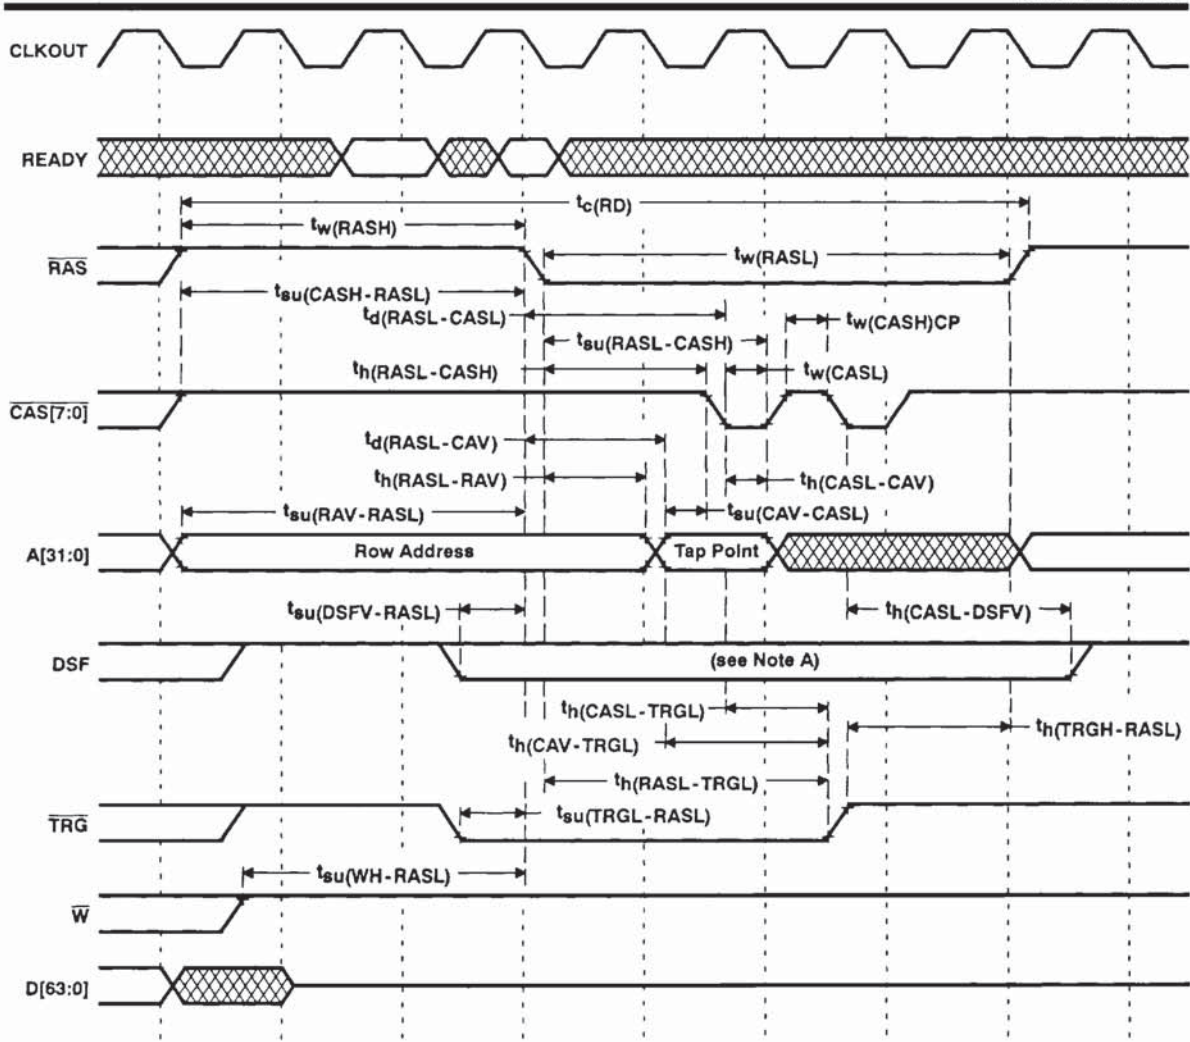 CLKOUT
READY
tc(RD)
tw(RASH)
RAS
tw(RASL)
tsu(CASH-RASL)
td(RASL-CASL)
tw(CASH)CP
tsu(RASL-CASH)
th(RASL-CASH)
tw(CASL)
CAS[7:0]
td(RASL-CAV)
th(RASL-RAV)
th(CASL-CAV)
tsu(RAV-RASL)
tsu(CAV-CASL)
A[31:0]
Row Address
Tap Point
tsu(DSFV-RASL)
th(CASL-DSFV)
DSF
(see Note A)
th(CASL-TRGL)
th(TRGH-RASL)
th(CAV-TRGL)
th(RASL-TRGL)
TRG
tsu(TRGL-RASL)
tsu(WH-RASL)
W
D[63:0]